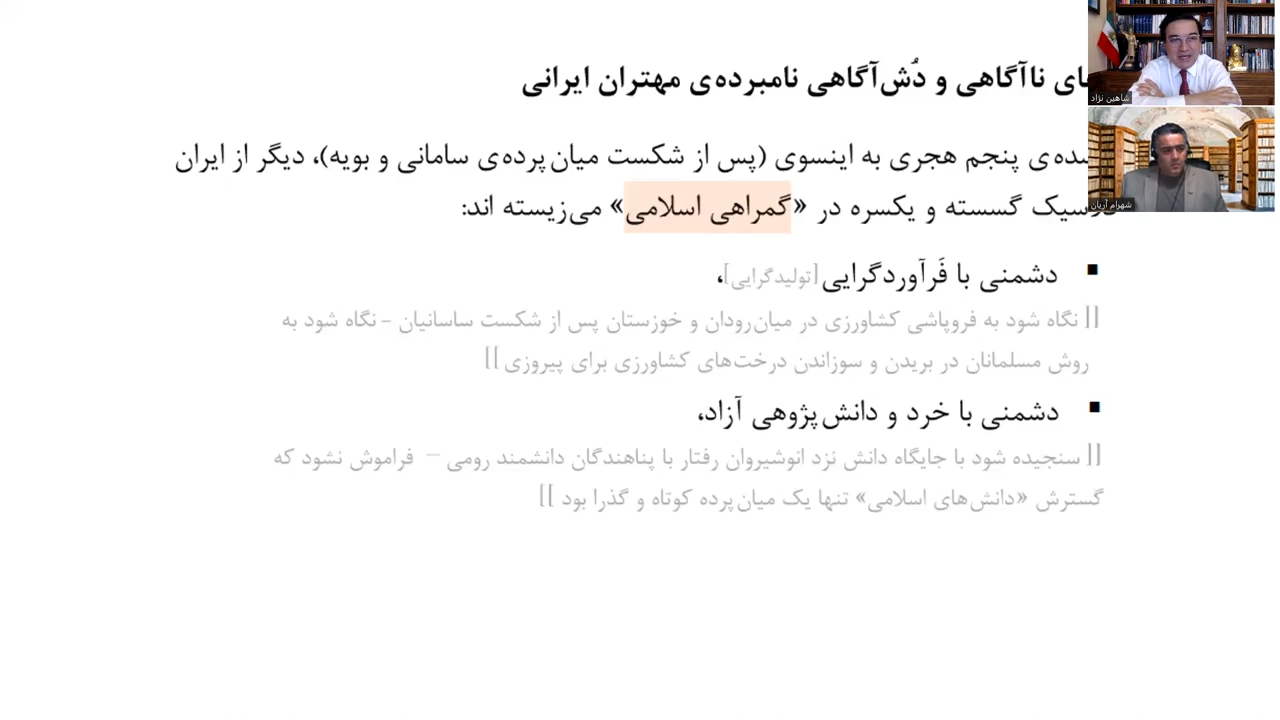 ناآگاهی و دُش‌آگاهی نامبرده‌ی مهتران ایرانی
پنجم هجری به اینسوی (پس از شکست میان‌پرده‌ی سامانی و بویه)، دیگر از ایران
گسسته و یکسره در «گمراهی اسلامی» می‌زیسته اند:
▪ دشمنی با فَرآوردگرایی [تولیدگرایی]،
[[ نگاه شود به فروپاشی کشاورزی در میان‌رودان و خوزستان پس از شکست ساسانیان – نگاه شود به
روش مسلمانان در بریدن و سوزاندن درخت‌های کشاورزی برای پیروزی ]]
▪ دشمنی با خرد و دانش‌پژوهی آزاد،
[[ سنجیده شود با جایگاه دانش نزد انوشیروان رفتار با پناهندگان دانشمند رومی – فراموش نشود که
گسترش «دانش‌های اسلامی» تنها یک میان‌پرده کوتاه و گذرا بود ]]
شاهین نژاد
شهرام آریان